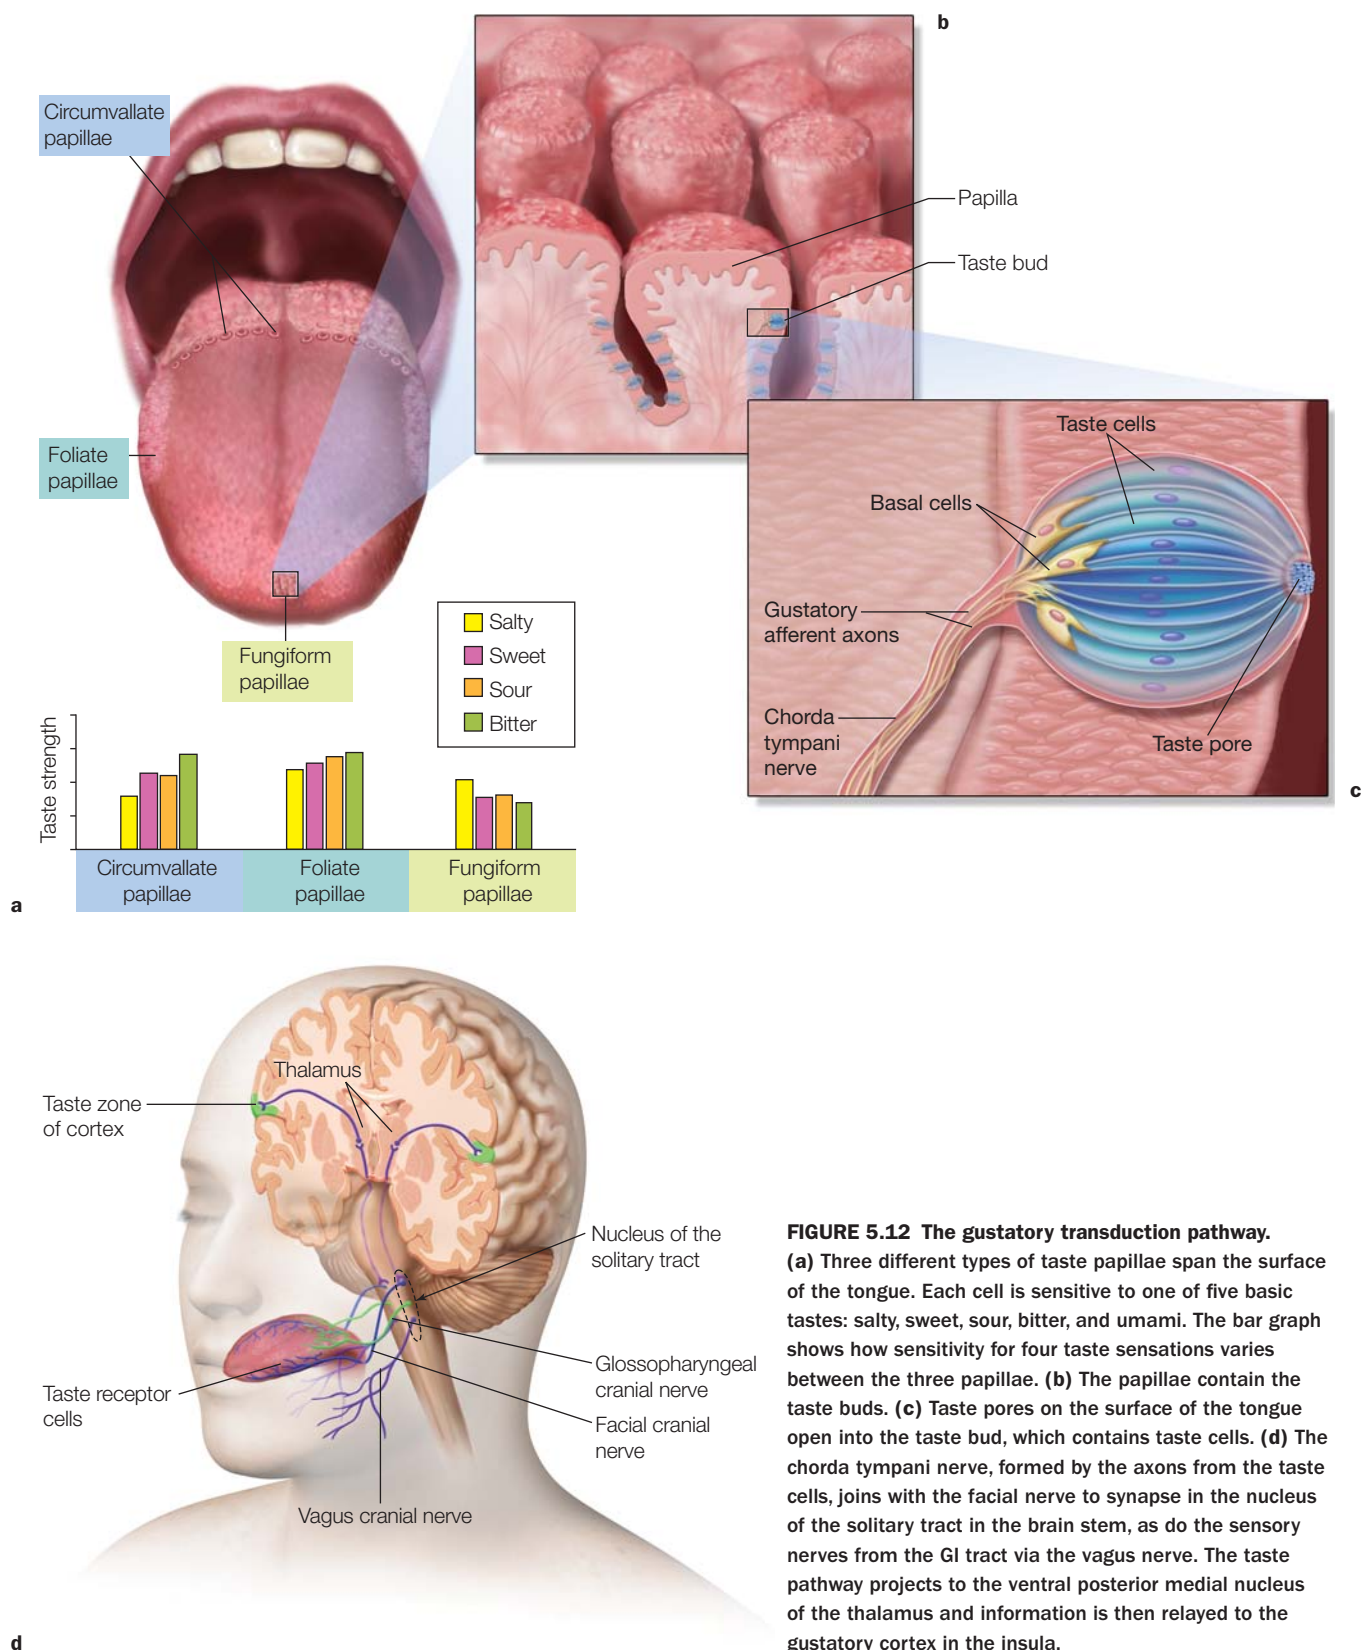 b
Circumvallate
papillae
Papilla
Taste bud
Foliate
papillae
Taste cells
Basal cells
Gustatory
afferent axons
Chorda
tympani
nerve
Taste pore
c
Fungiform
papillae
Salty
Sweet
Sour
Bitter
Taste strength
Circumvallate
papillae
Foliate
papillae
Fungiform
papillae
a
Thalamus
Taste zone
of cortex
Nucleus of the
solitary tract
Taste receptor
cells
Glossopharyngeal
cranial nerve
Facial cranial
nerve
Vagus cranial nerve
d
FIGURE 5.12 The gustatory transduction pathway.
(a) Three different types of taste papillae span the surface
of the tongue. Each cell is sensitive to one of five basic
tastes: salty, sweet, sour, bitter, and umami. The bar graph
shows how sensitivity for four taste sensations varies
between the three papillae. (b) The papillae contain the
taste buds. (c) Taste pores on the surface of the tongue
open into the taste bud, which contains taste cells. (d) The
chorda tympani nerve, formed by the axons from the taste
cells, joins with the facial nerve to synapse in the nucleus
of the solitary tract in the brain stem, as do the sensory
nerves from the GI tract via the vagus nerve. The taste
pathway projects to the ventral posterior medial nucleus
of the thalamus and information is then relayed to the
gustatory cortex in the insula.